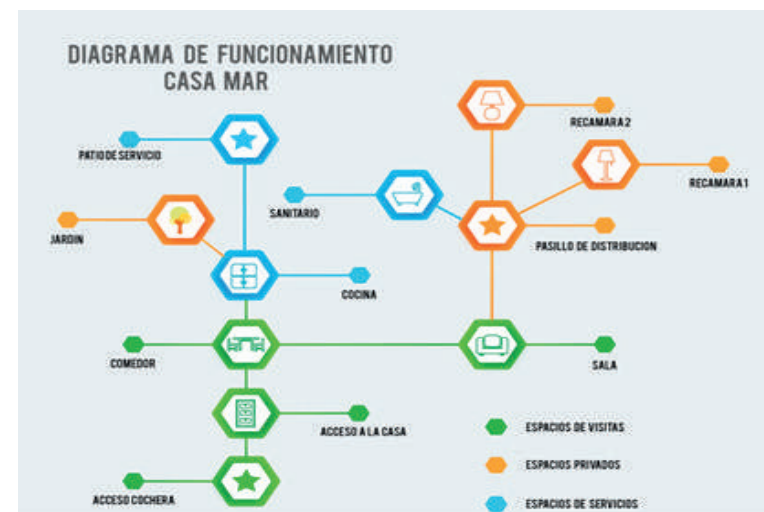 DIAGRAMA DE FUNCIONAMIENTO
CASA MAR
RECAMARA 2
PATIO DE SERVICIO
RECAMARA 1
SANITARIO
JARDIN
PASILLO DE DISTRIBUCION
COCINA
COMEDOR
SALA
ACCESO A LA CASA
ESPACIOS DE VISITAS
ESPACIOS PRIVADOS
ACCESO COCHERA
ESPACIOS DE SERVICIOS